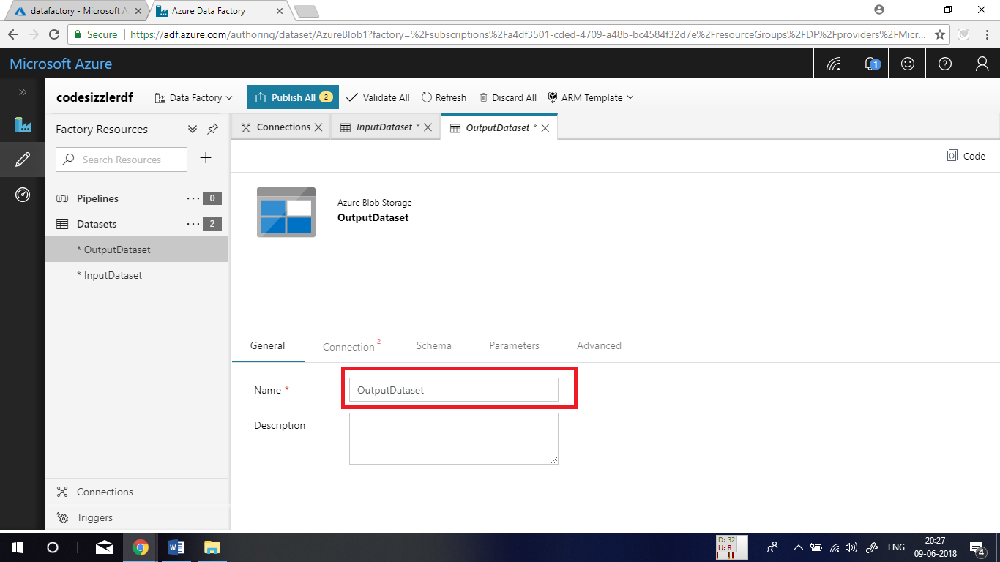 datafactory - Microsoft A
Azure Data Factory
Secure
https://adf.azure.com/authoring/dataset/AzureBlob1?factory=%2Fsubscriptions%2Fa4df3501-cded-4709-a48b-bc4584f32d7e%2FresourceGroups%2FDF%2Fproviders%2FMicr...
Microsoft Azure
1
codesizzlerdf
Data Factory
Publish All 2
Validate All
Refresh
Discard All
ARM Template
Factory Resources
Connections
InputDataset *
OutputDataset *
Search Resources
Code
Pipelines 0
Datasets 2
* OutputDataset
* InputDataset
Azure Blob Storage
OutputDataset
General
Connection 2
Schema
Parameters
Advanced
Name *
OutputDataset
Description
Connections
Triggers
D: 32
U: 8
ENG
20:27
09-06-2018
4